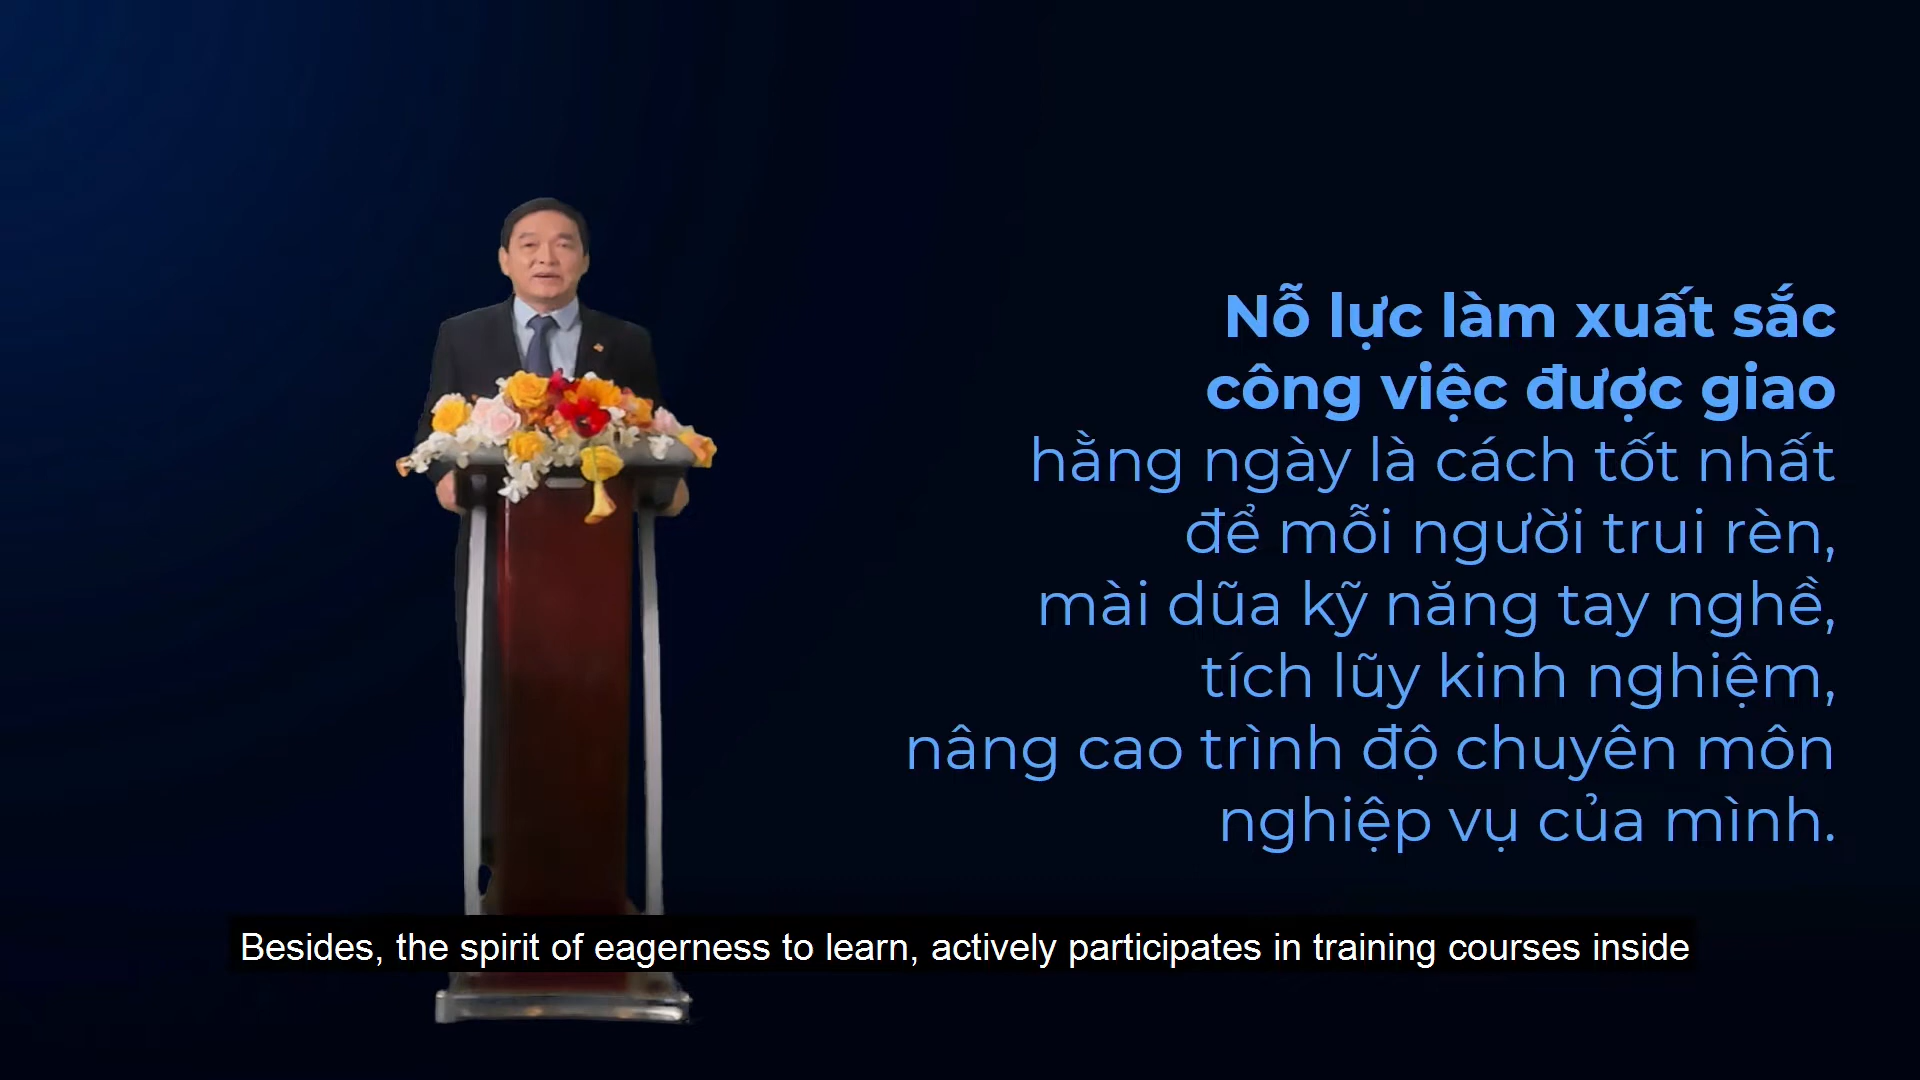 Nỗ lực làm xuất sắc
công việc được giao
hằng ngày là cách tốt nhất
để mỗi người trui rèn,
mài dũa kỹ năng tay nghề,
tích lũy kinh nghiệm,
nâng cao trình độ chuyên môn
nghiệp vụ của mình.
Besides, the spirit of eagerness to learn, actively participates in training courses inside